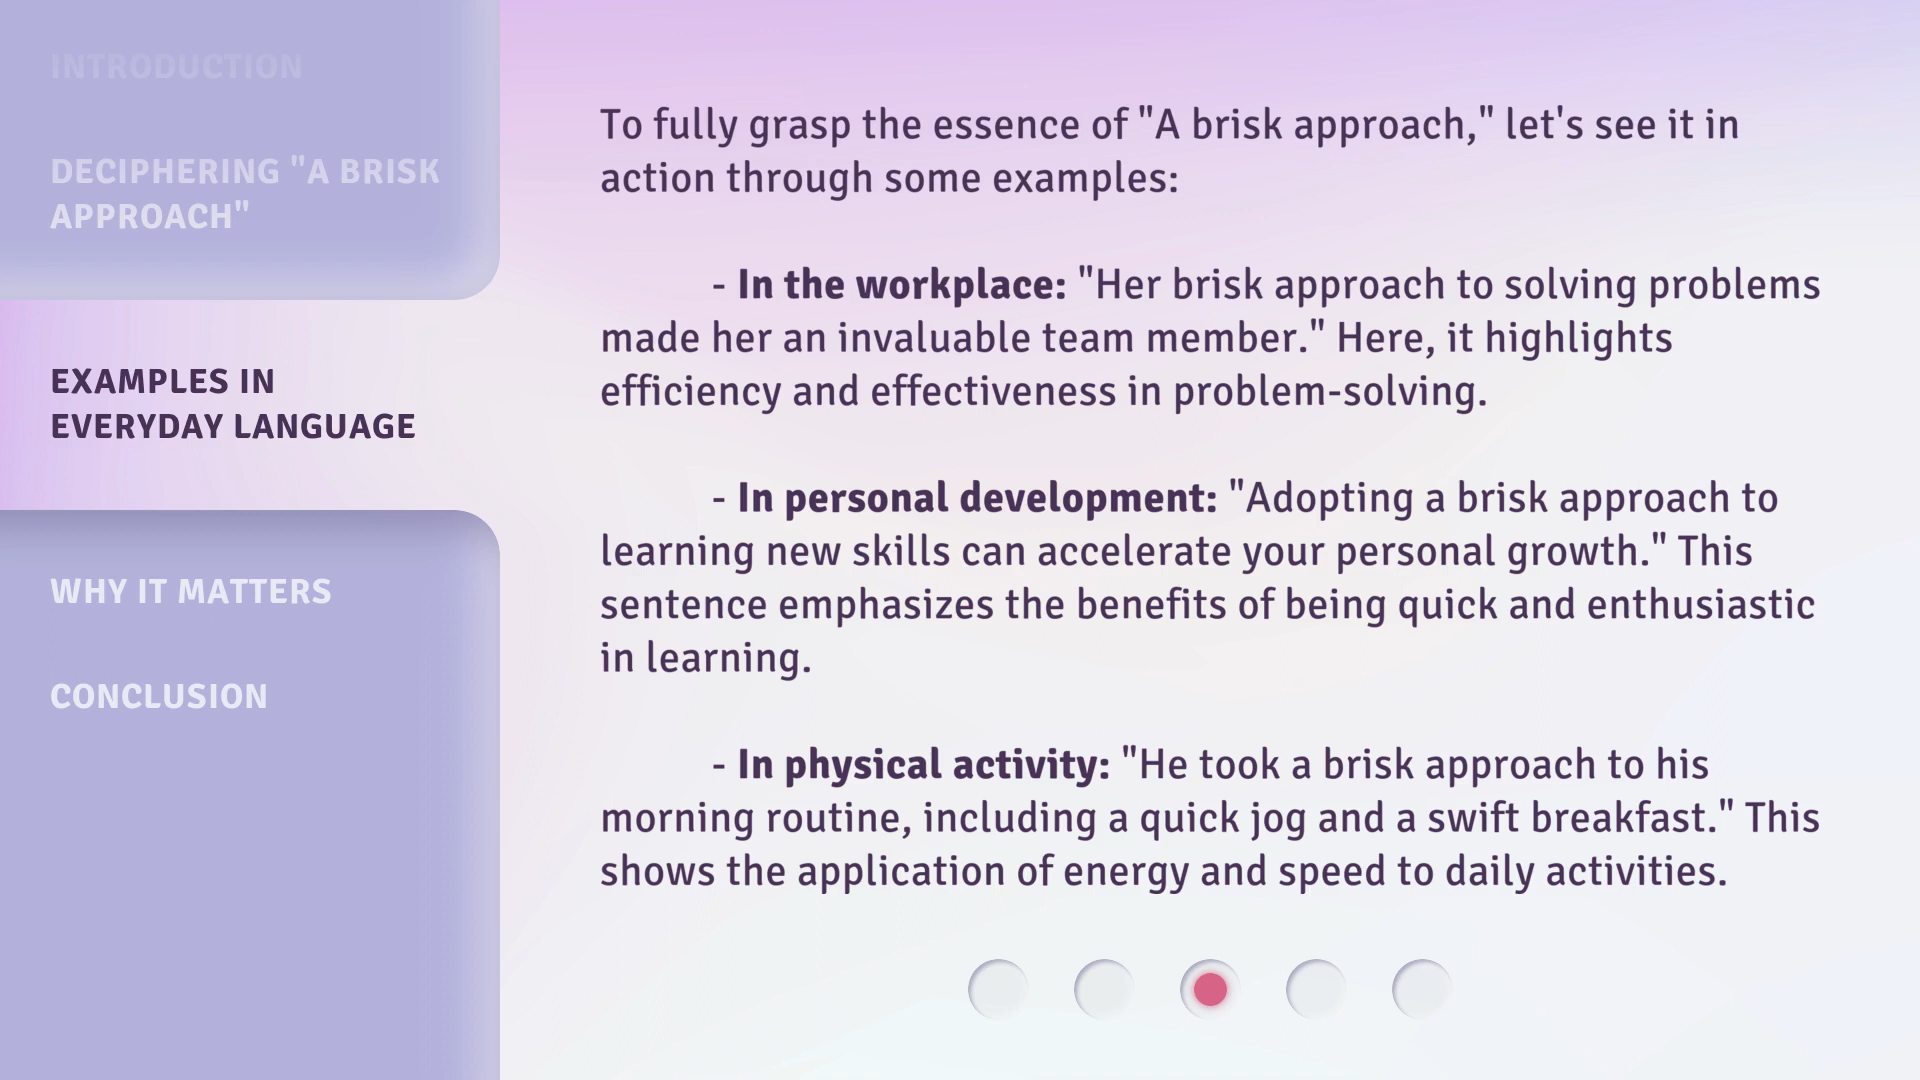 INTRODUCTION
DECIPHERING "A BRISK
APPROACH"
EXAMPLES IN
EVERYDAY LANGUAGE
WHY IT MATTERS
CONCLUSION
To fully grasp the essence of "A brisk approach," let's see it in
action through some examples:
- In the workplace: "Her brisk approach to solving problems
made her an invaluable team member." Here, it highlights
efficiency and effectiveness in problem-solving.
- In personal development: "Adopting a brisk approach to
learning new skills can accelerate your personal growth." This
sentence emphasizes the benefits of being quick and enthusiastic
in learning.
- In physical activity: "He took a brisk approach to his
morning routine, including a quick jog and a swift breakfast." This
shows the application of energy and speed to daily activities.